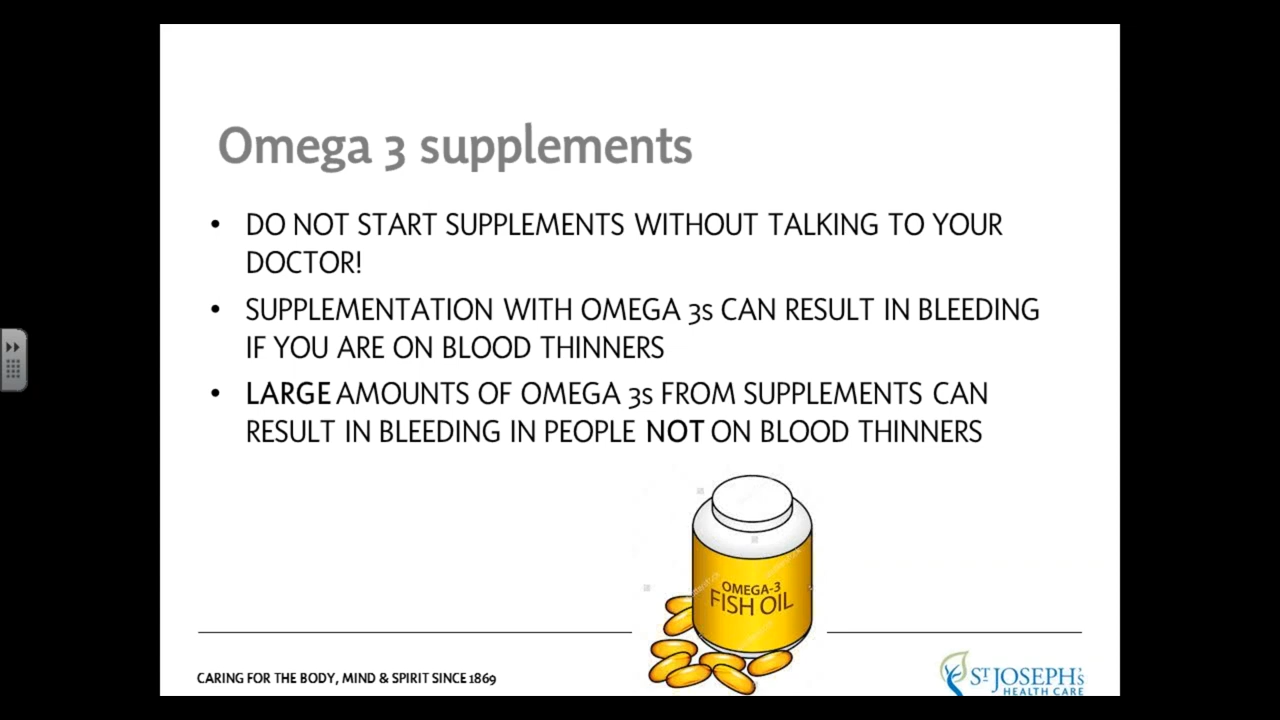 Omega 3 supplements
• DO NOT START SUPPLEMENTS WITHOUT TALKING TO YOUR
DOCTOR!
• SUPPLEMENTATION WITH OMEGA 3s CAN RESULT IN BLEEDING
IF YOU ARE ON BLOOD THINNERS
• LARGE AMOUNTS OF OMEGA 3s FROM SUPPLEMENTS CAN
RESULT IN BLEEDING IN PEOPLE NOT ON BLOOD THINNERS
OMEGA-3
FISH OIL
CARING FOR THE BODY, MIND & SPIRIT SINCE 1869
ST JOSEPH's
HEALTH CARE